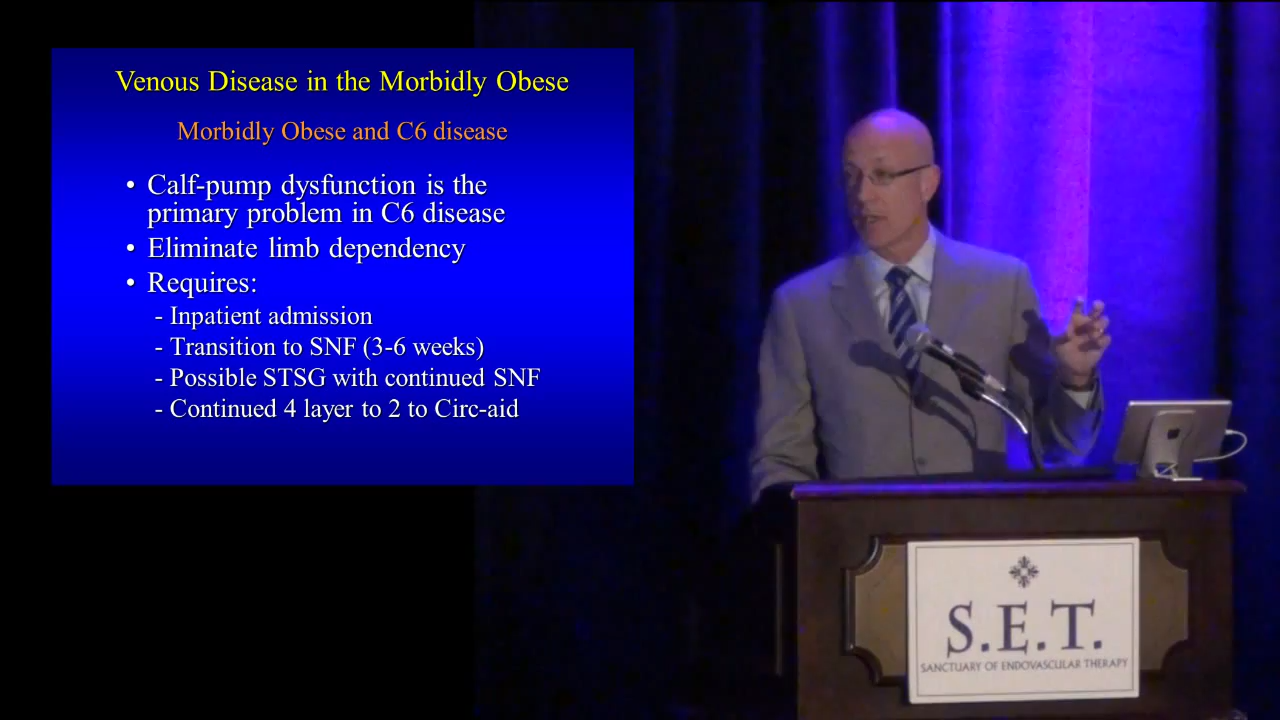 Venous Disease in the Morbidly Obese
Morbidly Obese and C6 disease
• Calf-pump dysfunction is the
primary problem in C6 disease
• Eliminate limb dependency
• Requires:
- Inpatient admission
- Transition to SNF (3-6 weeks)
- Possible STSG with continued SNF
- Continued 4 layer to 2 to Circ-aid
S.E.T.
SANCTUARY OF ENDOVASCULAR THERAPY